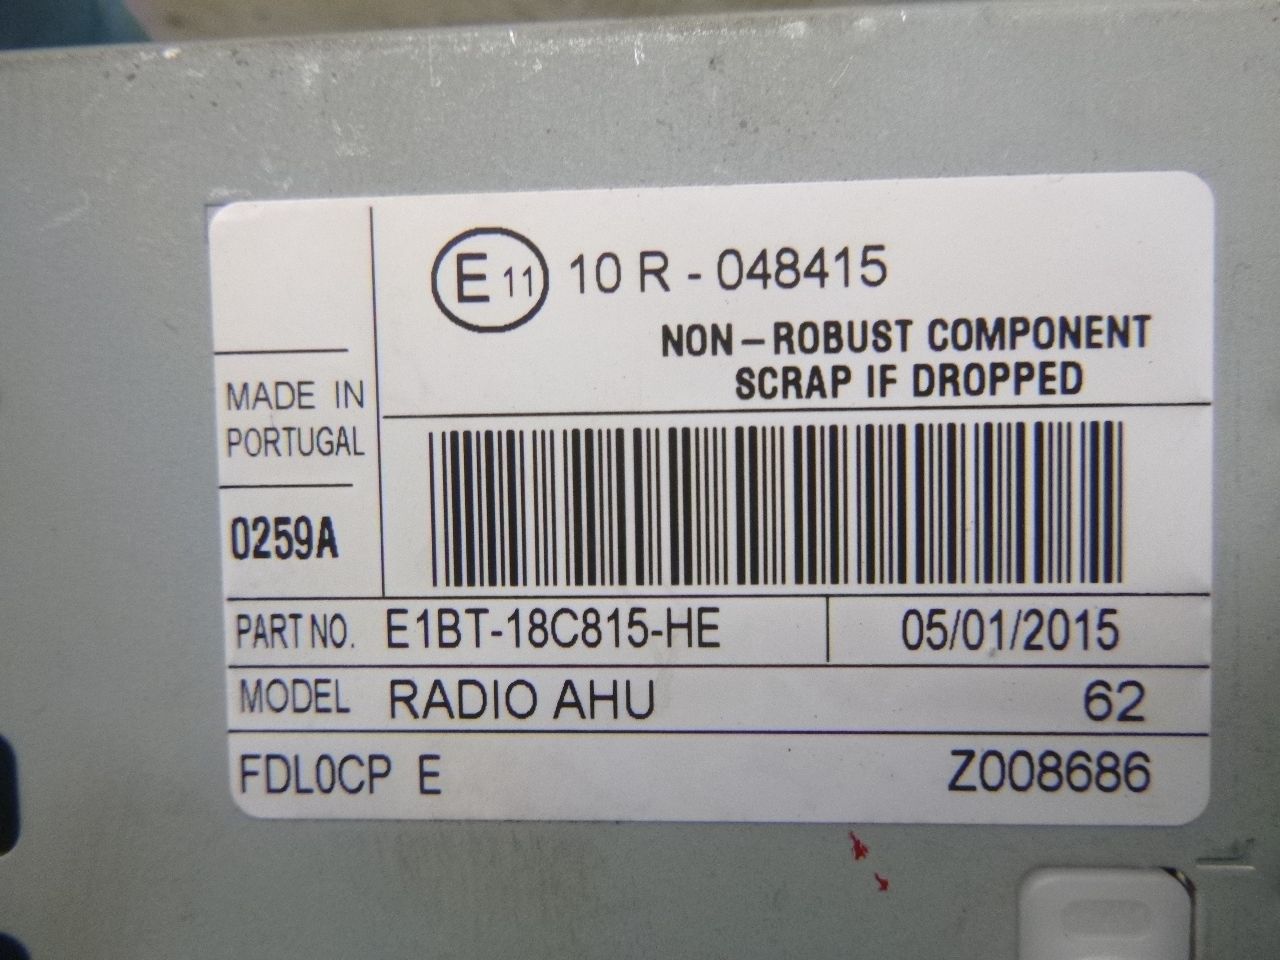 E 11 10 R - 048415
NON-ROBUST COMPONENT
SCRAP IF DROPPED
MADE IN
PORTUGAL
0259A
PART NO. E1BT-18C815-HE 05/01/2015
MODEL RADIO AHU 62
FDL0CP E Z008686